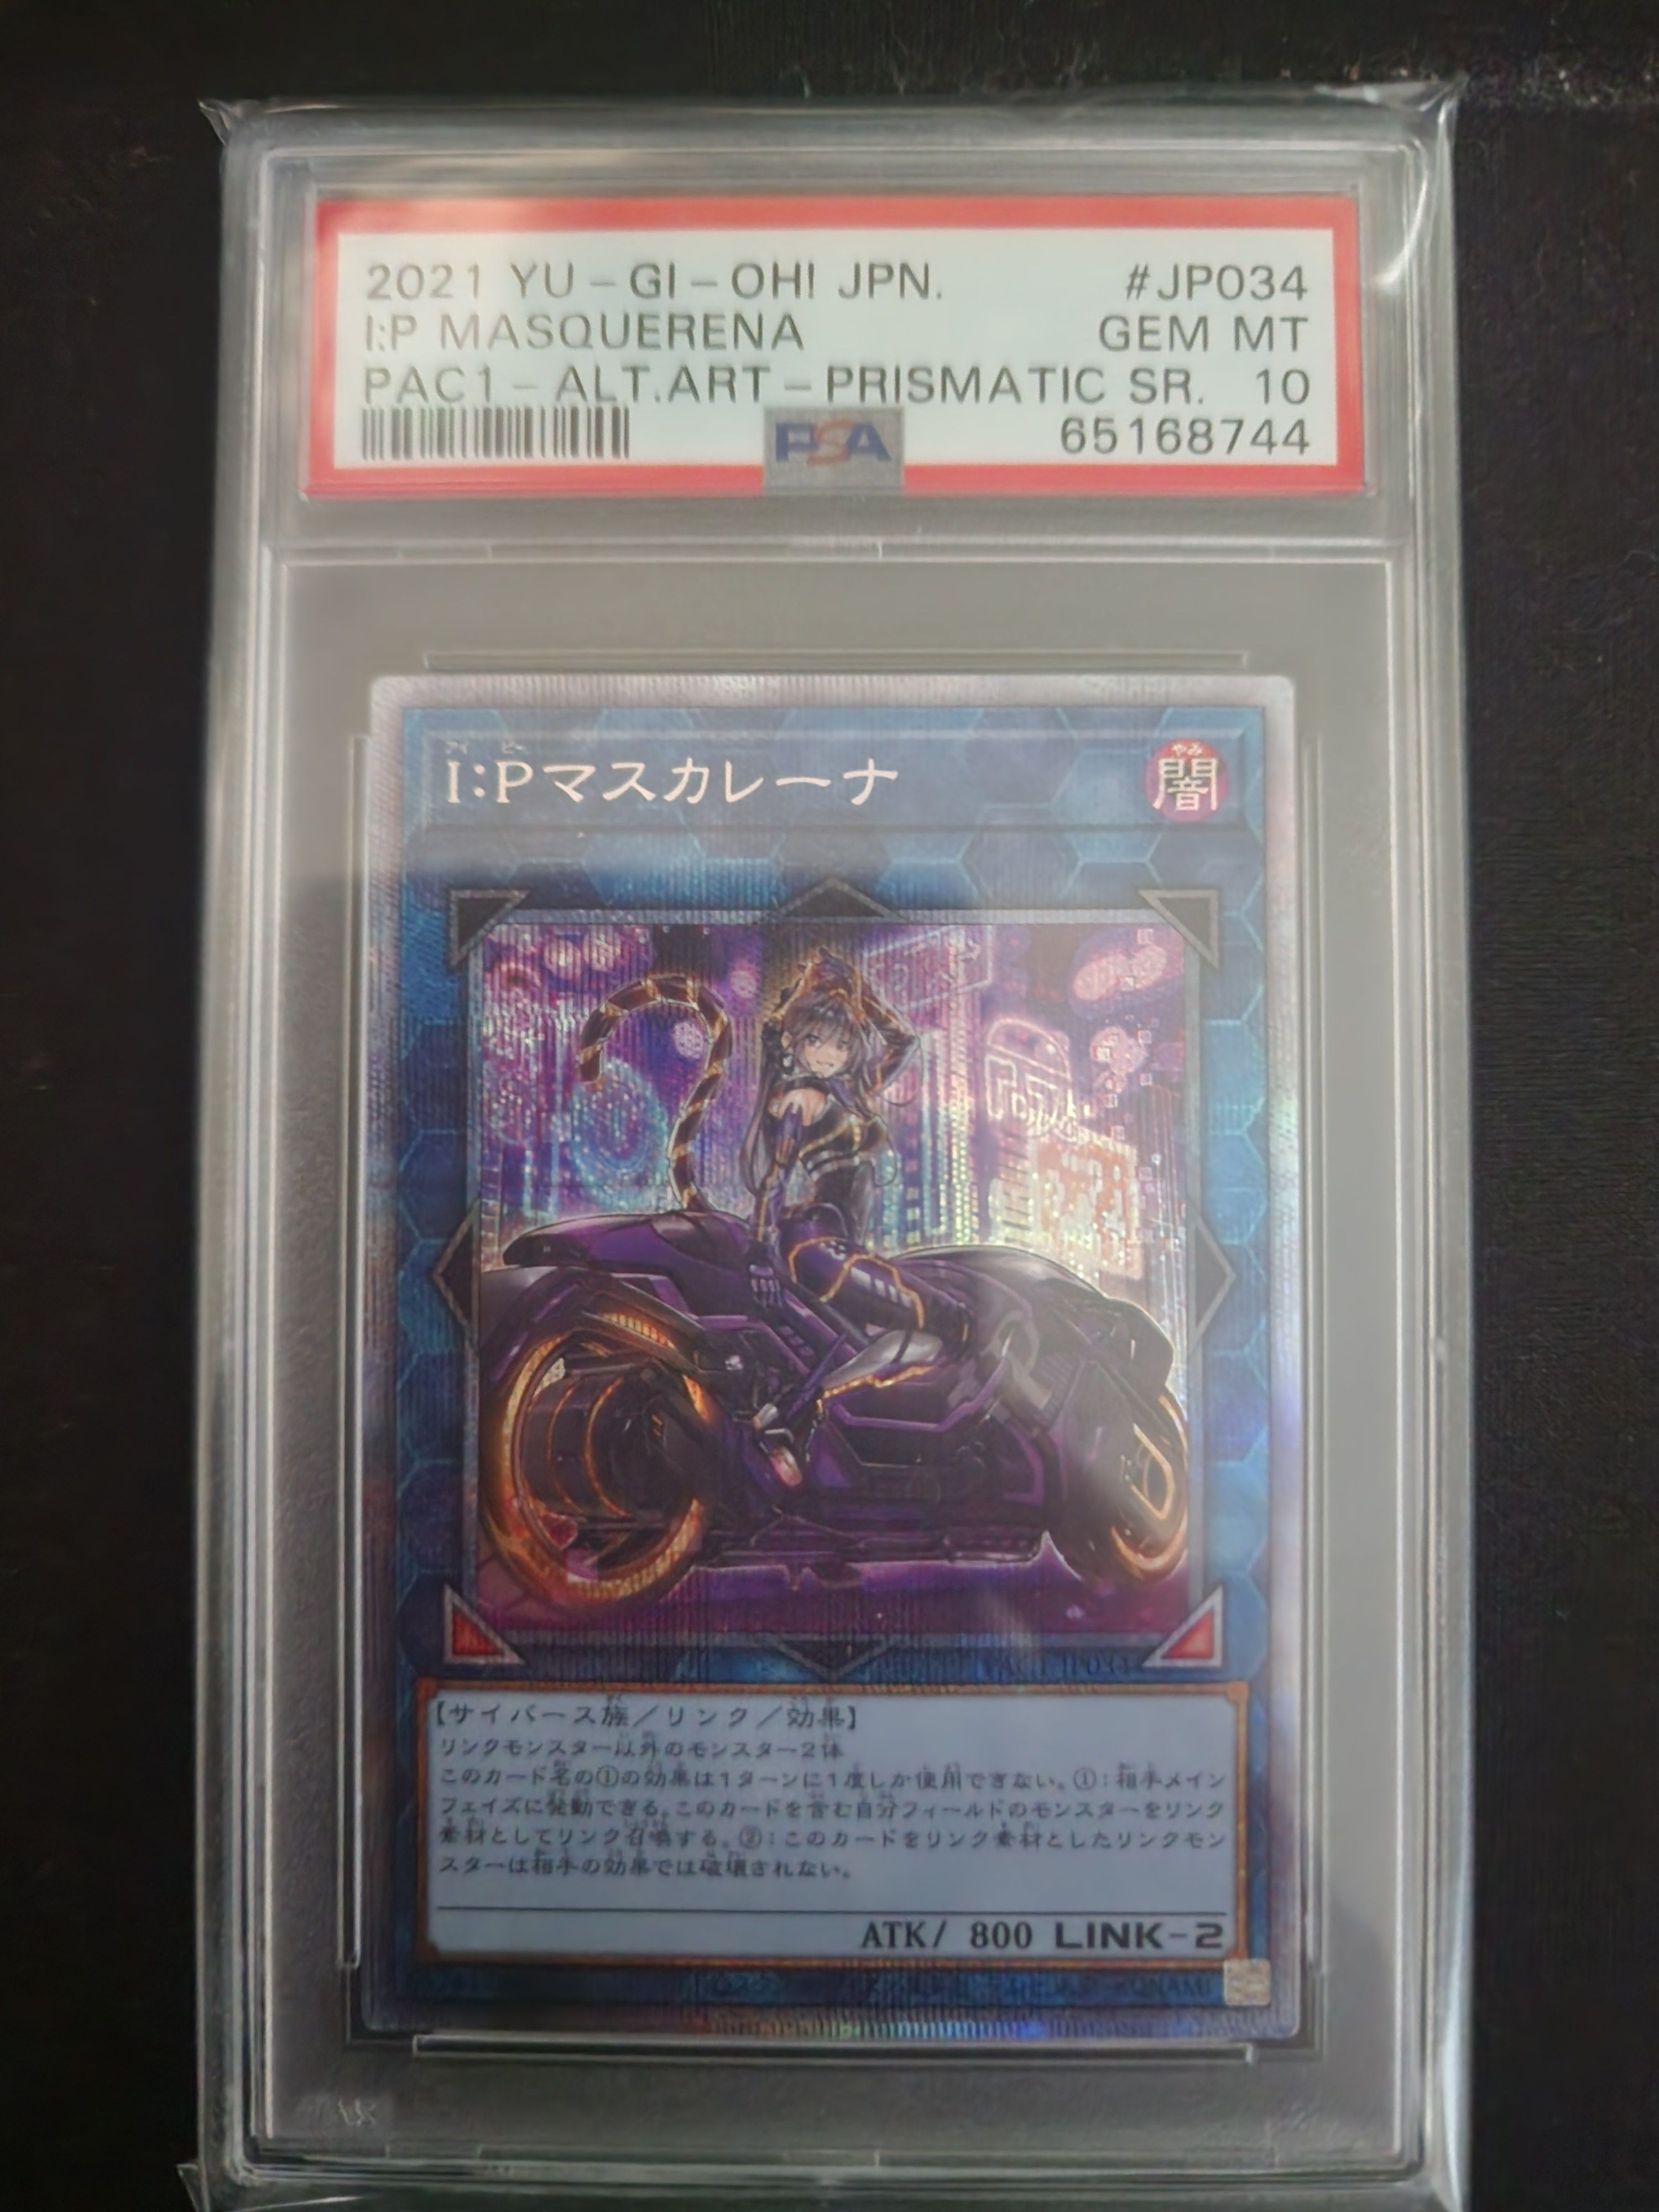 2021 YU-GI-OH! JPN. #JP034
I:P MASQUERENA GEM MT
PAC1-ALT.ART-PRISMATIC SR. 10
PSA 65168744
アイ ピー
I:Pマスカレーナ
やみ
闇
PAC1-JP034
【サイバース族／リンク／効果】
リンクモンスター以外のモンスター2体
このカード名の①の効果は1ターンに1度しか使用できない。①：相手メイン
フェイズに発動できる。このカードを含む自分フィールドのモンスターをリンク
素材としてリンク召喚する。②：このカードをリンク素材としたリンクモン
スターは相手の効果では破壊されない。
ATK/ 800 LINK-2